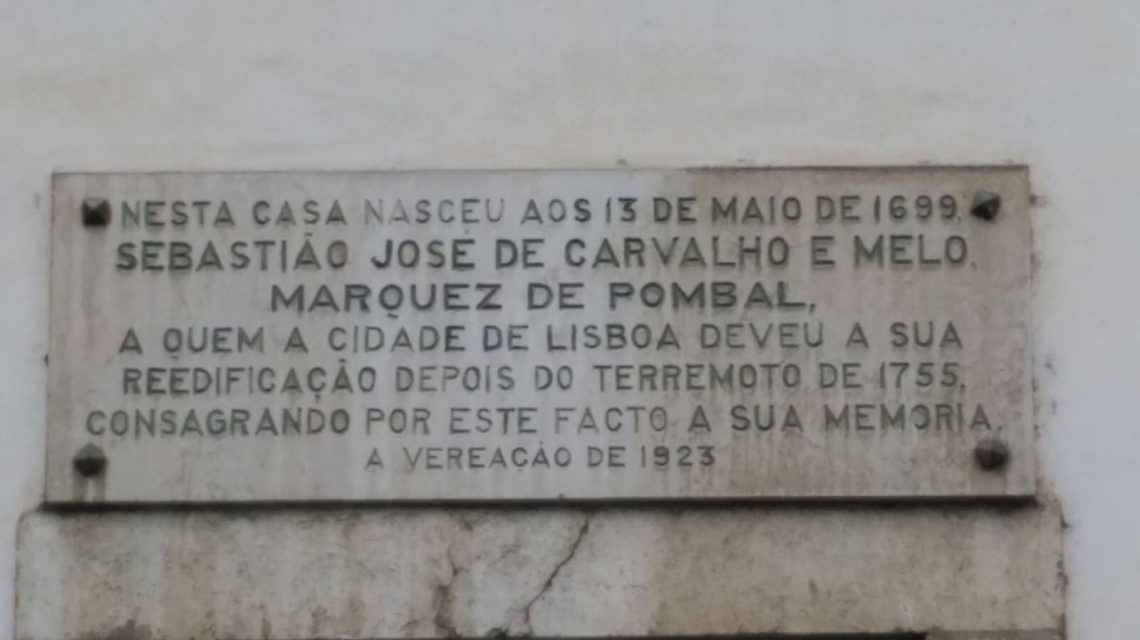 NESTA CASA NASCEU AOS 13 DE MAIO DE 1699,
SEBASTIÃO JOSÉ DE CARVALHO E MELO,
MARQUEZ DE POMBAL,
A QUEM A CIDADE DE LISBOA DEVEU A SUA
REEDIFICAÇÃO DEPOIS DO TERREMOTO DE 1755,
CONSAGRANDO POR ESTE FACTO A SUA MEMORIA,
A VEREAÇÃO DE 1923